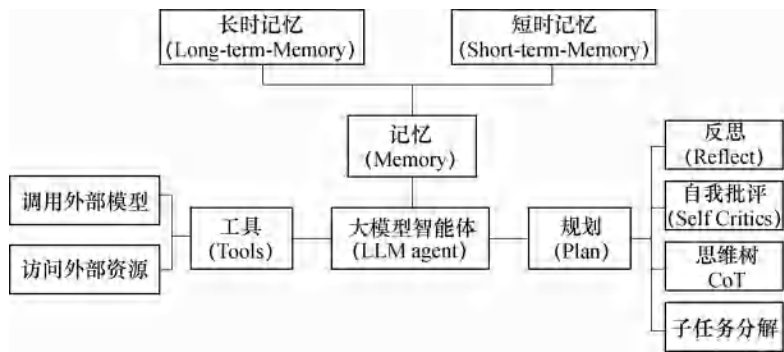 长时记忆
(Long-term-Memory)
短时记忆
(Short-term-Memory)
记忆
(Memory)
反思
(Reflect)
自我批评
(Self Critics)
调用外部模型
工具
(Tools)
大模型智能体
(LLM agent)
规划
(Plan)
访问外部资源
思维树
CoT
子任务分解